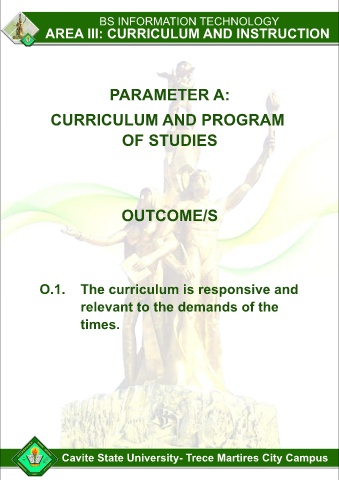 BS INFORMATION TECHNOLOGY
AREA III: CURRICULUM AND INSTRUCTION
PARAMETER A:
CURRICULUM AND PROGRAM
OF STUDIES
OUTCOME/S
O.1. The curriculum is responsive and
relevant to the demands of the
times.
Cavite State University- Trece Martires City Campus